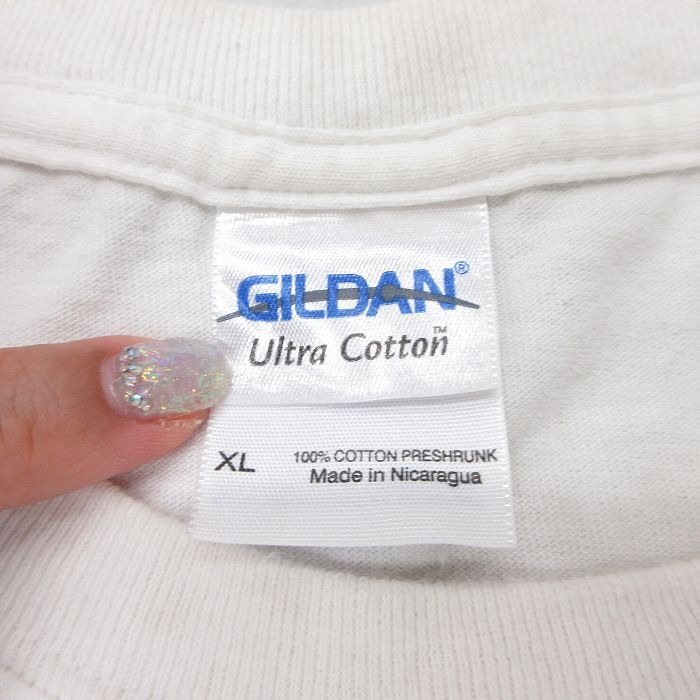 GILDAN®
Ultra Cotton™
XL 100% COTTON PRESHRUNK
Made in Nicaragua